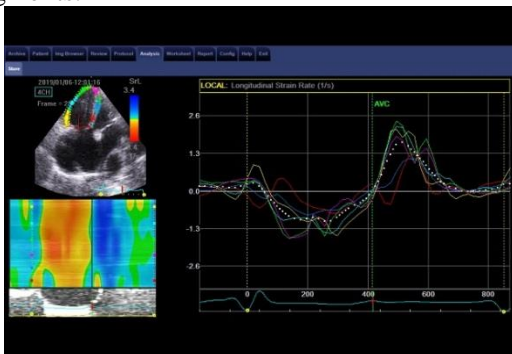 Archive Patient Img Browser Review Protocol Analysis Worksheet Report Config Help Exit
2019/01/06-12:03:16
SrL
3.4
4CH
LOCAL: Longitudinal Strain Rate (1/s)
AVC
2.6
1.3
0.0
-1.3
-2.6
0 200 400 600 800